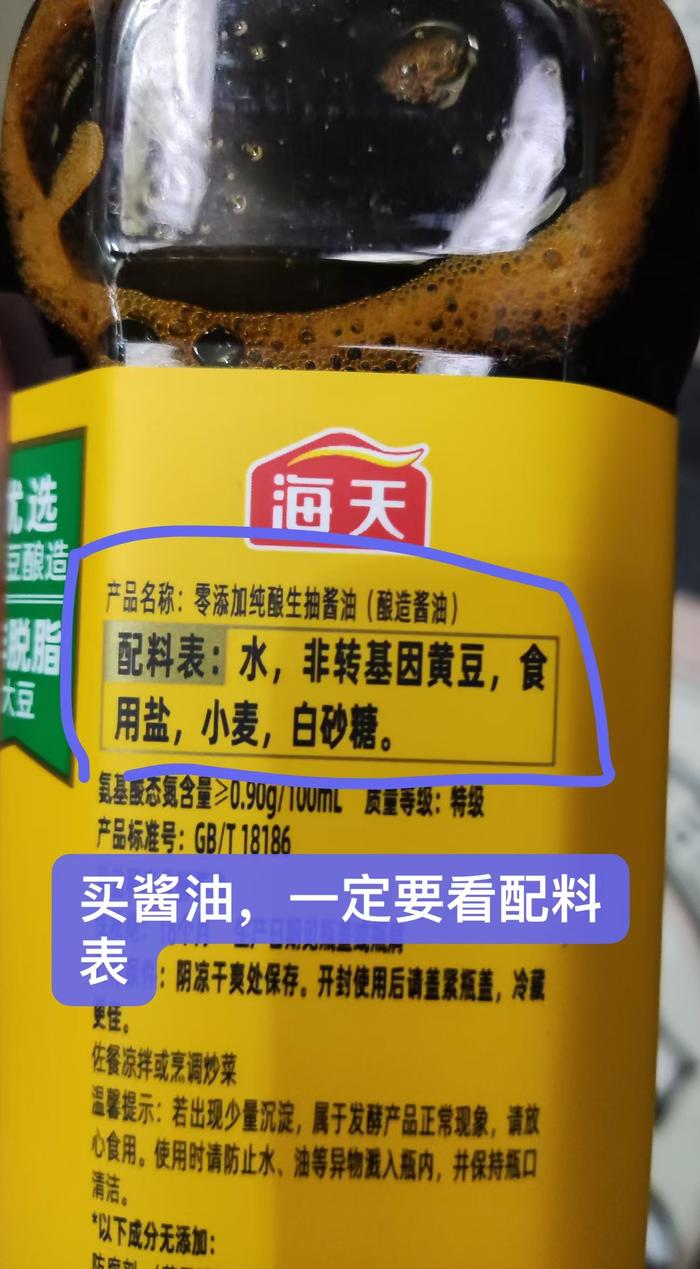 海天
优选
豆酿造
脱脂
大豆
产品名称：零添加纯酿生抽酱油（酿造酱油）
配料表：水，非转基因黄豆，食
用盐，小麦，白砂糖。
氨基酸态氮含量≥0.90g/100mL 质量等级：特级
产品标准号：GB/T 18186
买酱油，一定要看配料
表
：阴凉干爽处保存。开封使用后请盖紧瓶盖，冷藏
更佳。
佐餐凉拌或烹调炒菜
温馨提示：若出现少量沉淀，属于发酵产品正常现象，请放
心食用。使用时请防止水、油等异物溅入瓶内，并保持瓶口
清洁。
*以下成分无添加：